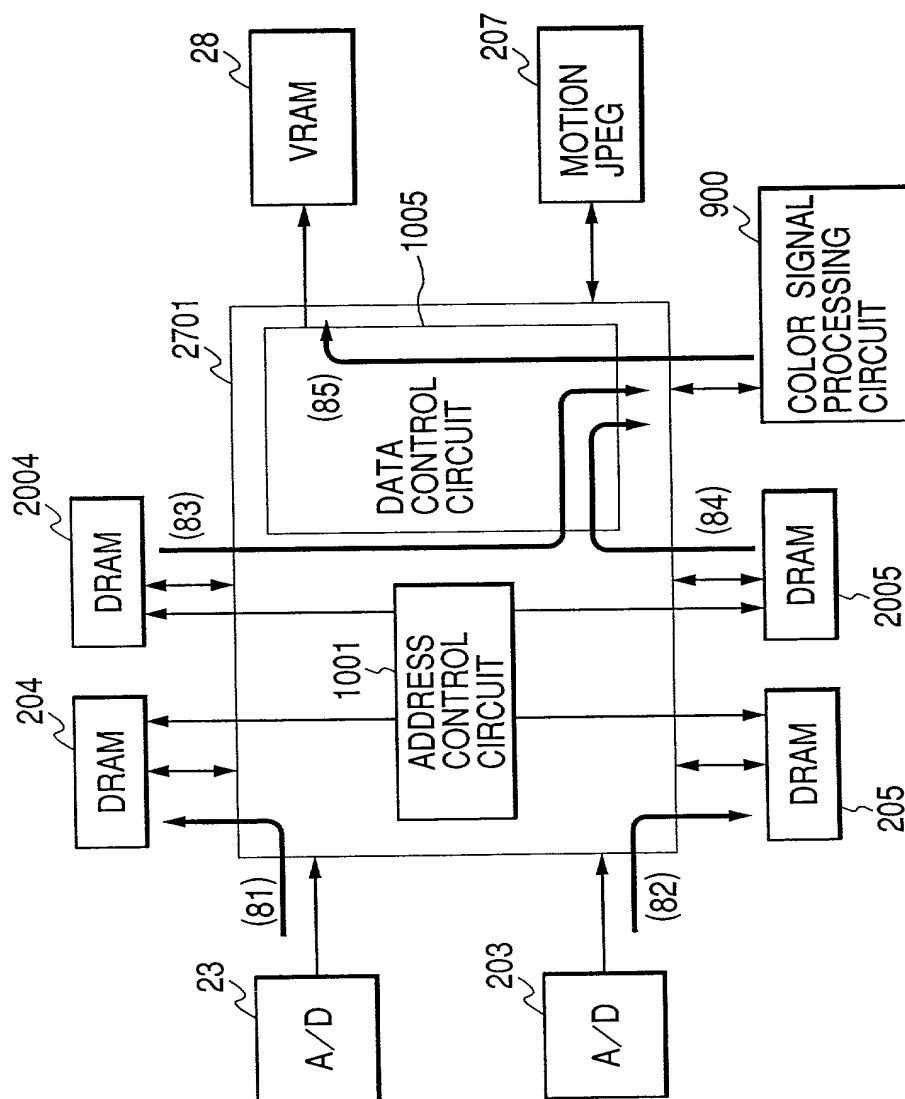 23
A/D
(81)
204
DRAM
2004
DRAM
(83)
2701
28
VRAM
1001
ADDRESS
CONTROL
CIRCUIT
DATA
CONTROL
CIRCUIT
(85)
1005
203
A/D
(82)
DRAM
205
DRAM
2005
(84)
COLOR SIGNAL
PROCESSING
CIRCUIT
900
MOTION
JPEG
207